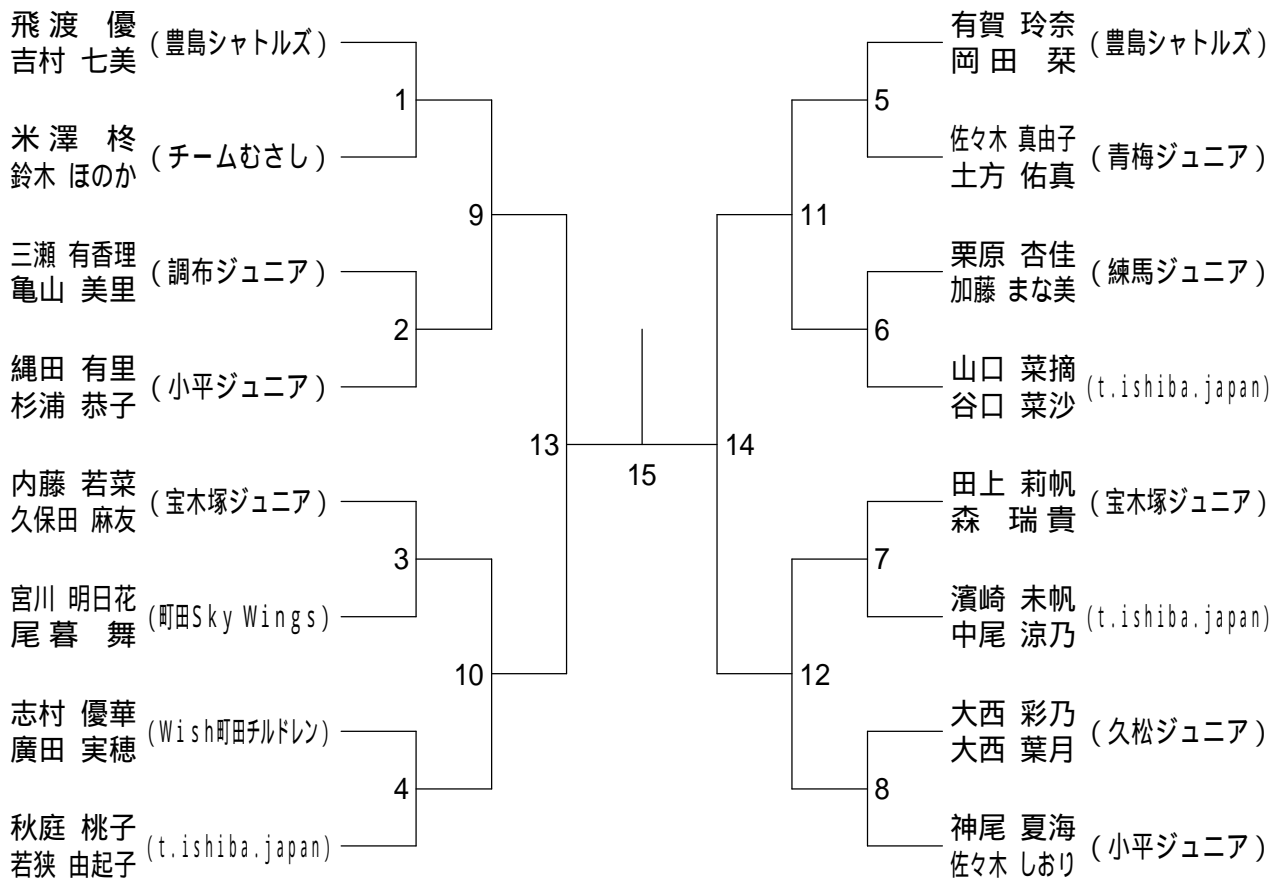 飛渡 優
吉村 七美
(豊島シャトルズ)
1
米澤 柊
鈴木 ほのか
(チームむさし)
9
三瀬 有香理
亀山 美里
(調布ジュニア)
2
縄田 有里
杉浦 恭子
(小平ジュニア)
13
内藤 若菜
久保田 麻友
(宝木塚ジュニア)
3
宮川 明日花
尾暮 舞
(町田Sky Wings)
10
志村 優華
廣田 実穂
(Wish町田チルドレン)
4
秋庭 桃子
若狭 由起子
(t.ishiba.japan)
15
有賀 玲奈
岡田 栞
(豊島シャトルズ)
5
佐々木 真由子
土方 佑真
(青梅ジュニア)
11
栗原 杏佳
加藤 まな美
(練馬ジュニア)
6
山口 菜摘
谷口 菜沙
(t.ishiba.japan)
14
田上 莉帆
森 瑞貴
(宝木塚ジュニア)
7
濱崎 未帆
中尾 涼乃
(t.ishiba.japan)
12
大西 彩乃
大西 葉月
(久松ジュニア)
8
神尾 夏海
佐々木 しおり
(小平ジュニア)